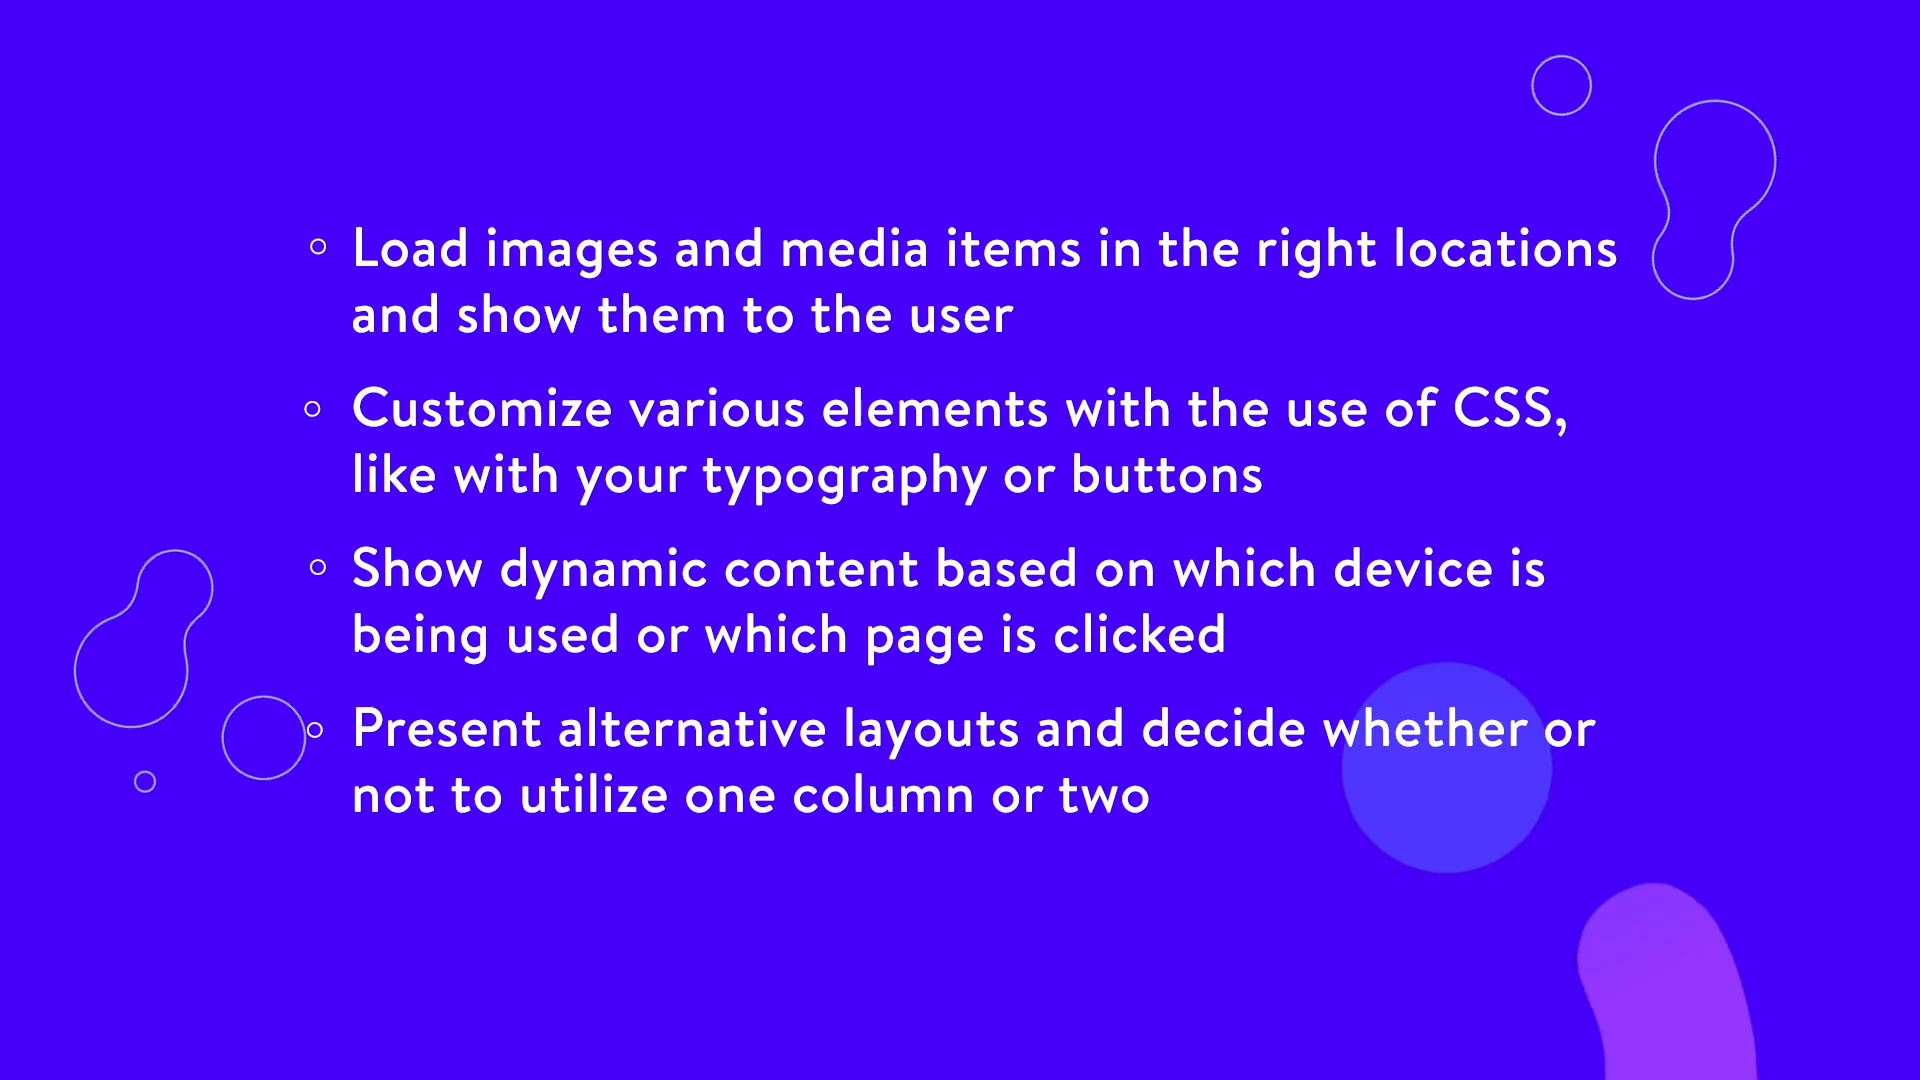 Load images and media items in the right locations
and show them to the user
Customize various elements with the use of CSS,
like with your typography or buttons
Show dynamic content based on which device is
being used or which page is clicked
Present alternative layouts and decide whether or
not to utilize one column or two